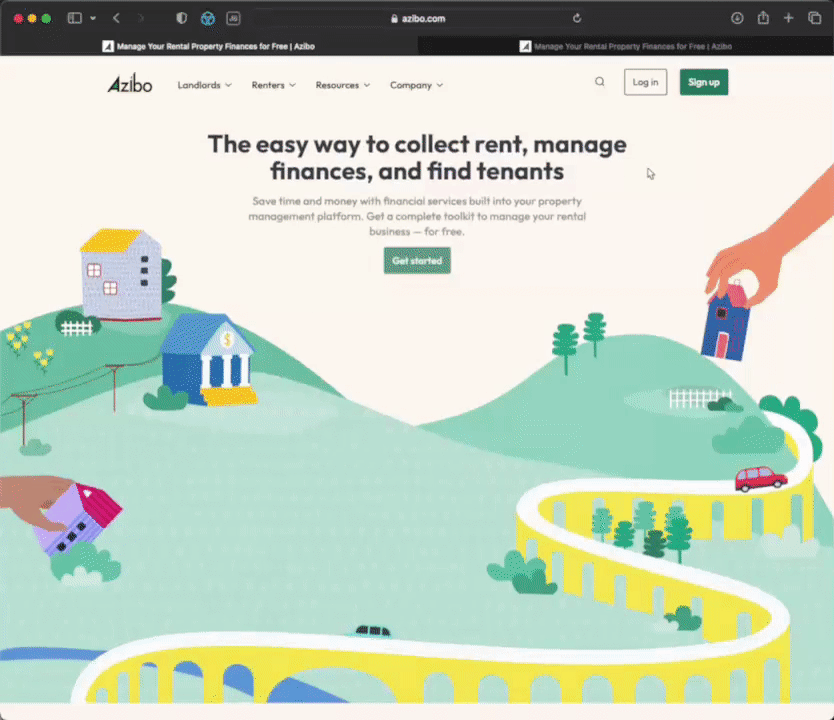 azibo.com
Manage Your Rental Property Finances for Free | Azibo
Manage Your Rental Property Finances for Free | Azibo
Azibo
Landlords
Renters
Resources
Company
Log in
Sign up
The easy way to collect rent, manage
finances, and find tenants
Save time and money with financial services built into your property
management platform. Get a complete toolkit to manage your rental
business — for free.
Get started
$